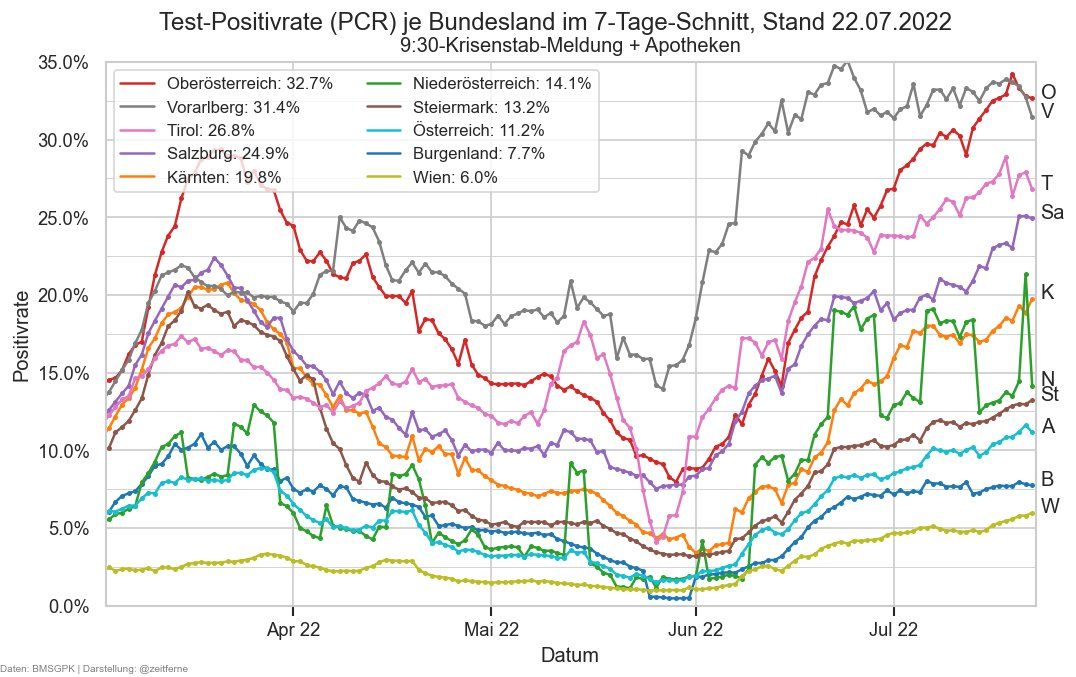 Test-Positivrate (PCR) je Bundesland im 7-Tage-Schnitt, Stand 22.07.2022
9:30-Krisenstab-Meldung + Apotheken
35.0%
30.0%
25.0%
20.0%
15.0%
10.0%
5.0%
0.0%
Positivrate
Oberösterreich: 32.7%
Vorarlberg: 31.4%
Tirol: 26.8%
Salzburg: 24.9%
Kärnten: 19.8%
Niederösterreich: 14.1%
Steiermark: 13.2%
Österreich: 11.2%
Burgenland: 7.7%
Wien: 6.0%
O
V
T
Sa
K
N
St
A
B
W
Apr 22
Mai 22
Jun 22
Jul 22
Datum
Daten: BMSGPK | Darstellung: @zeitferne